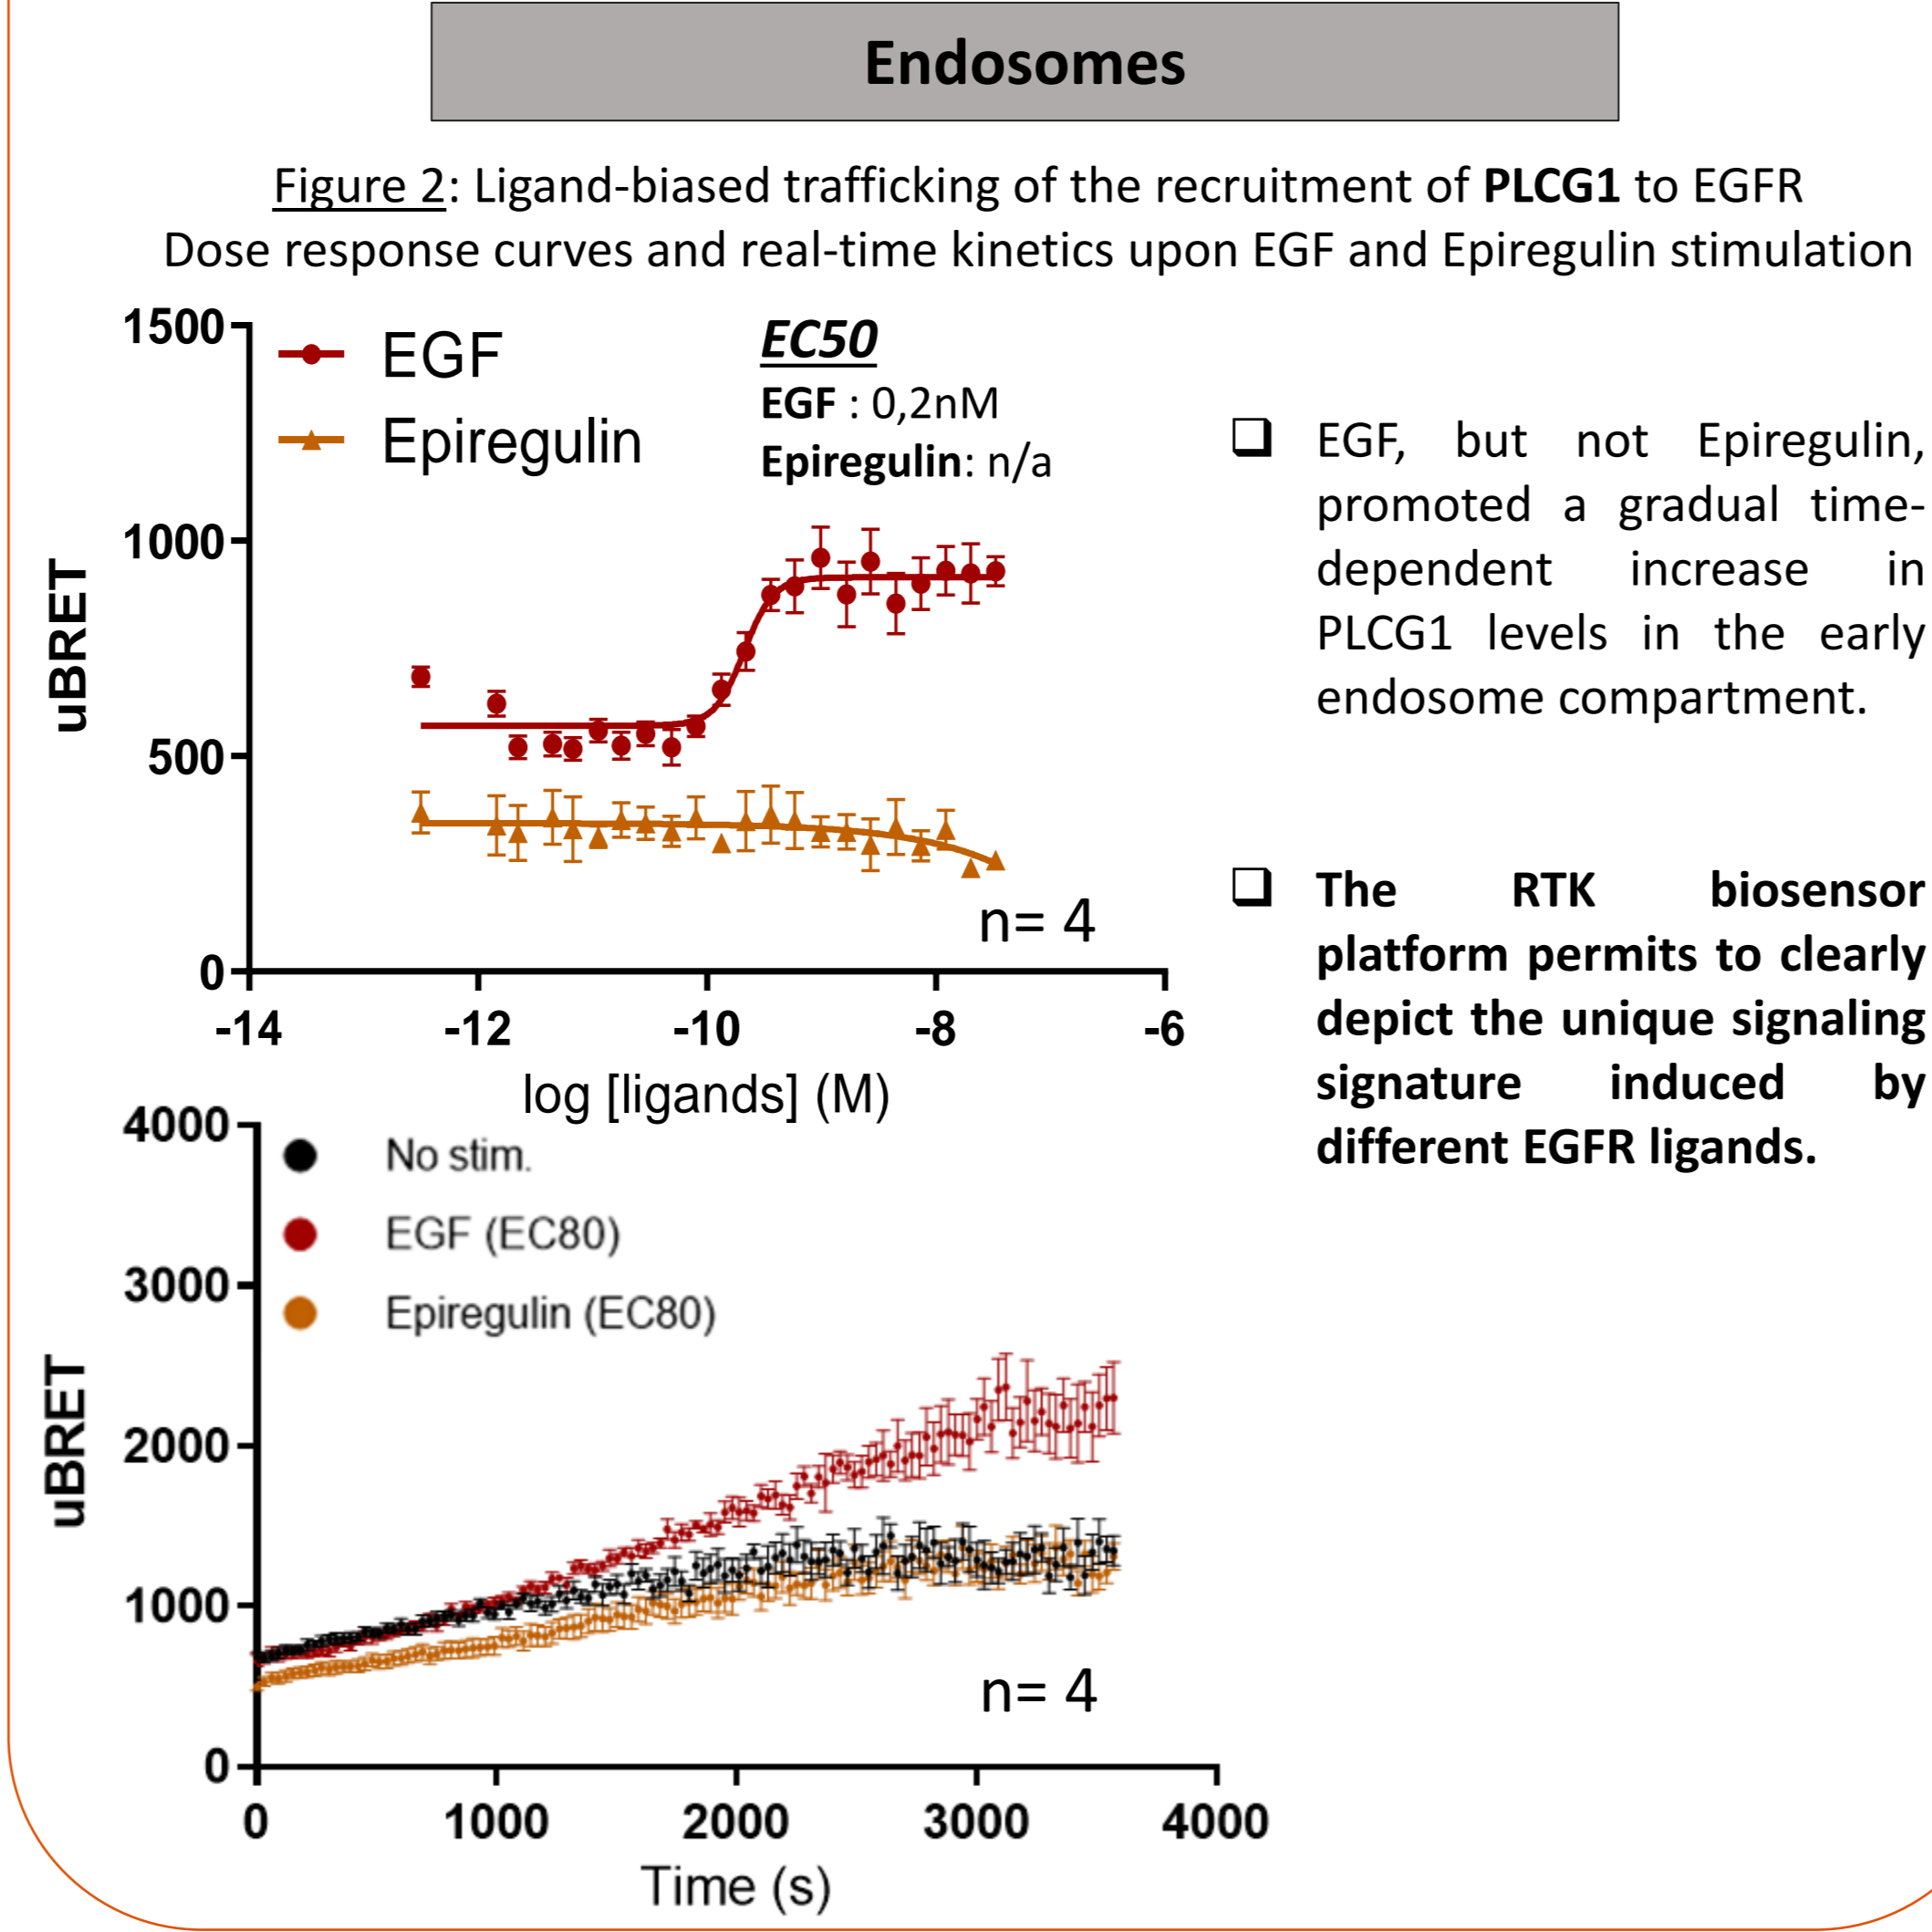 Endosomes
Figure 2: Ligand-biased trafficking of the recruitment of PLCG1 to EGFR
Dose response curves and real-time kinetics upon EGF and Epiregulin stimulation
1500
1000
500
0
uBRET
EGF
Epiregulin
EC50
EGF : 0,2nM
Epiregulin: n/a
n= 4
-14
-12
-10
-8
-6
log [ligands] (M)
❑ EGF, but not Epiregulin,
promoted a gradual time-
dependent increase in
PLCG1 levels in the early
endosome compartment.
❑ The RTK biosensor
platform permits to clearly
depict the unique signaling
signature induced by
different EGFR ligands.
4000
3000
2000
1000
0
uBRET
No stim.
EGF (EC80)
Epiregulin (EC80)
n= 4
0
1000
2000
3000
4000
Time (s)